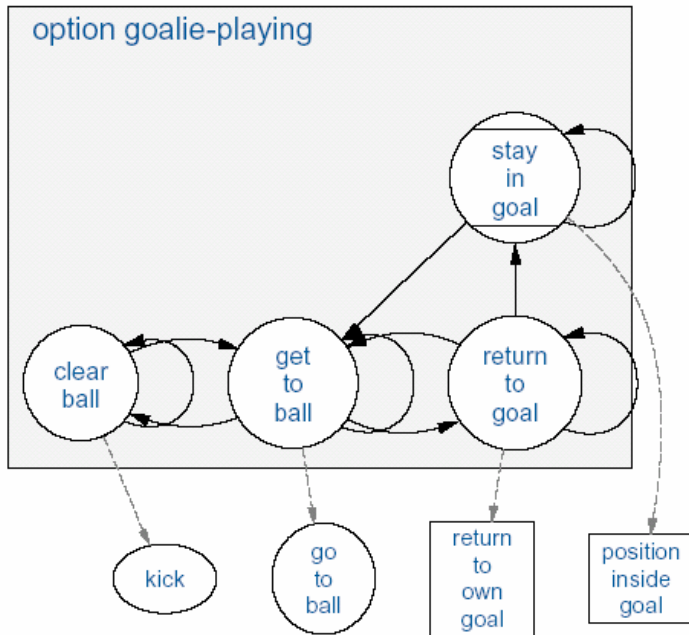 option goalie-playing
stay
in
goal
clear
ball
get
to
ball
return
to
goal
kick
go
to
ball
return
to
own
goal
position
inside
goal